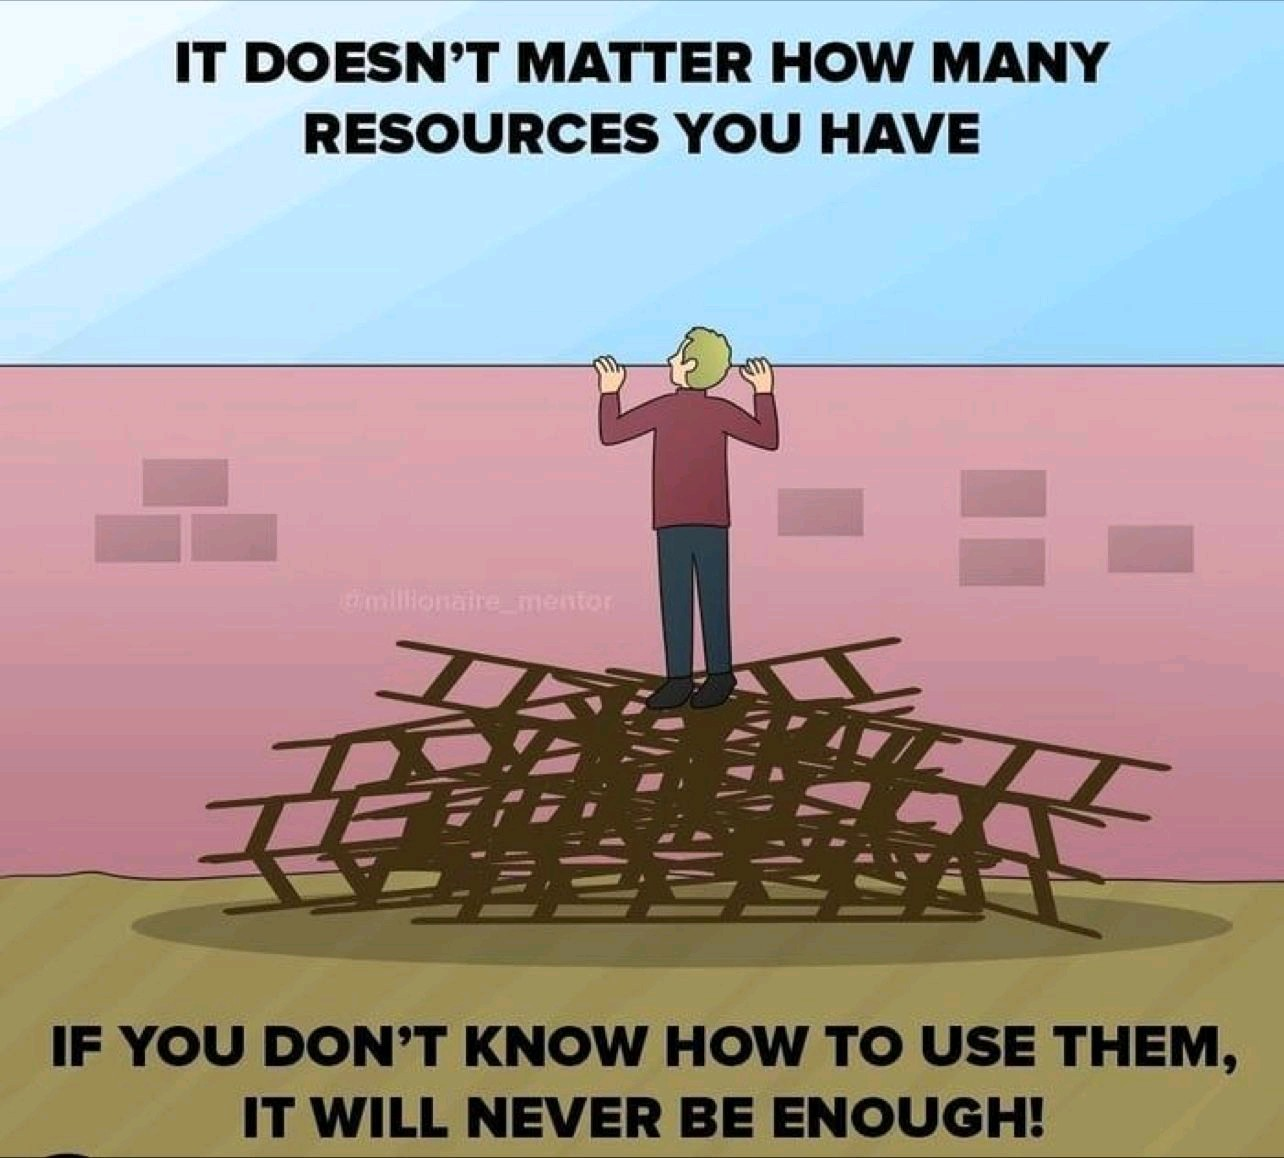 IT DOESN'T MATTER HOW MANY
RESOURCES YOU HAVE
@millionaire_mentor
IF YOU DON'T KNOW HOW TO USE THEM,
IT WILL NEVER BE ENOUGH!